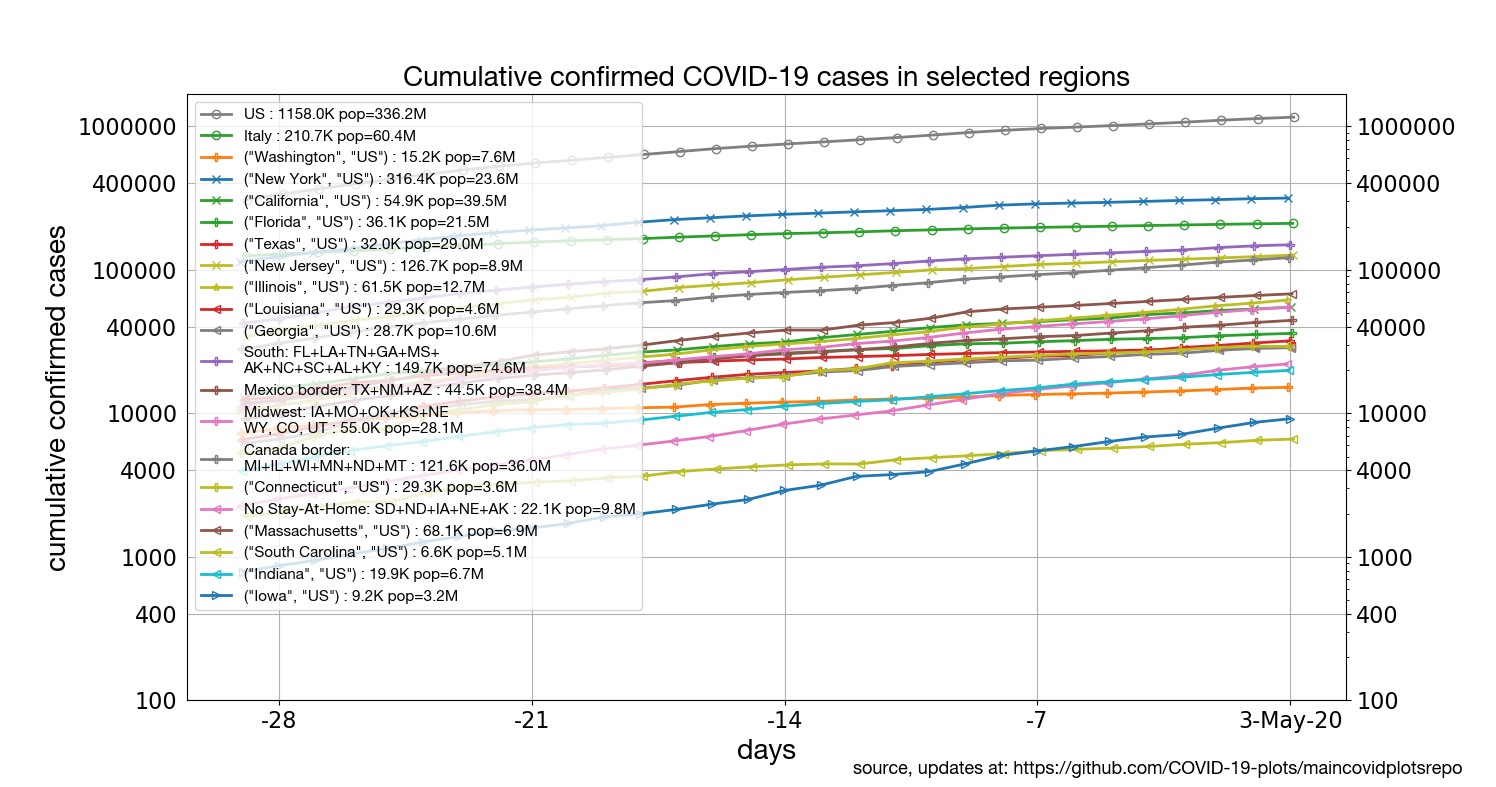 Cumulative confirmed COVID-19 cases in selected regions
US : 1158.0K pop=336.2M
Italy : 210.7K pop=60.4M
("Washington", "US") : 15.2K pop=7.6M
("New York", "US") : 316.4K pop=23.6M
("California", "US") : 54.9K pop=39.5M
("Florida", "US") : 36.1K pop=21.5M
("Texas", "US") : 32.0K pop=29.0M
("New Jersey", "US") : 126.7K pop=8.9M
("Illinois", "US") : 61.5K pop=12.7M
("Louisiana", "US") : 29.3K pop=4.6M
("Georgia", "US") : 28.7K pop=10.6M
South: FL+LA+TN+GA+MS+
AK+NC+SC+AL+KY : 149.7K pop=74.6M
Mexico border: TX+NM+AZ : 44.5K pop=38.4M
Midwest: IA+MO+OK+KS+NE
WY, CO, UT : 55.0K pop=28.1M
Canada border:
MI+IL+WI+MN+ND+MT : 121.6K pop=36.0M
("Connecticut", "US") : 29.3K pop=3.6M
No Stay-At-Home: SD+ND+IA+NE+AK : 22.1K pop=9.8M
("Massachusetts", "US") : 68.1K pop=6.9M
("South Carolina", "US") : 6.6K pop=5.1M
("Indiana", "US") : 19.9K pop=6.7M
("Iowa", "US") : 9.2K pop=3.2M
cumulative cases
1000000
400000
100000
40000
10000
4000
1000
400
100
1000000
400000
100000
40000
10000
4000
1000
400
100
-28
-21
-14
-7
3-May-20
days
source, updates at: https://github.com/COVID-19-plots/maincovidplotsrepo